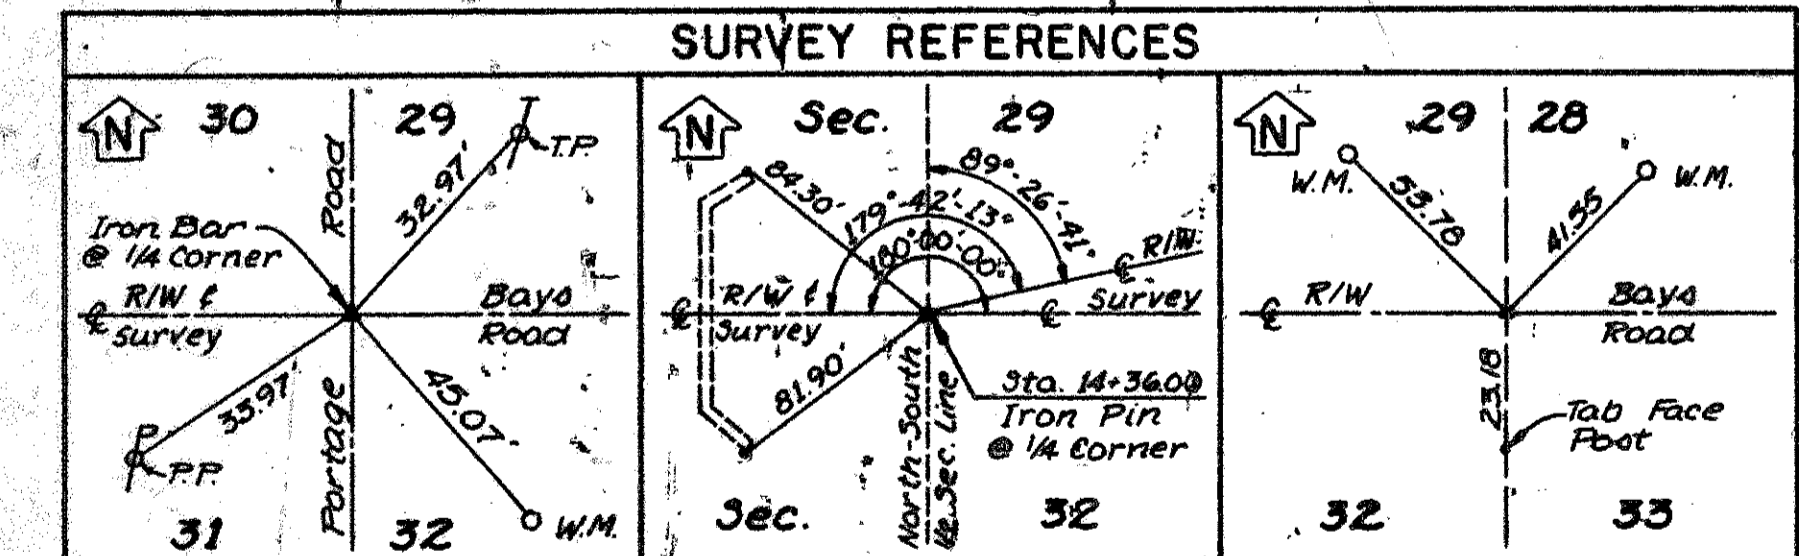 SURVEY REFERENCES
N
30
29
T.P.
32.97'
Road
Iron Bar
@ 1/4 Corner
℄ R/W ¢
Survey
Bays
Road
33.97'
45.07'
P
P.P.
Portage
31
32
W.M.
N
Sec.
29
84.30'
89°-26'-41"
179°-42'-13"
180°-00'-00"
℄ R/W
Survey
℄ R/W ¢
Survey
℄
81.90'
North-South
1/2 Sec. Line
Sta. 14+36.00
Iron Pin
@ 1/4 Corner
Sec.
32
N
29
28
W.M.
W.M.
53.78
41.55
℄ R/W
Bays
Road
23.18
Tab Face
Post
32
33